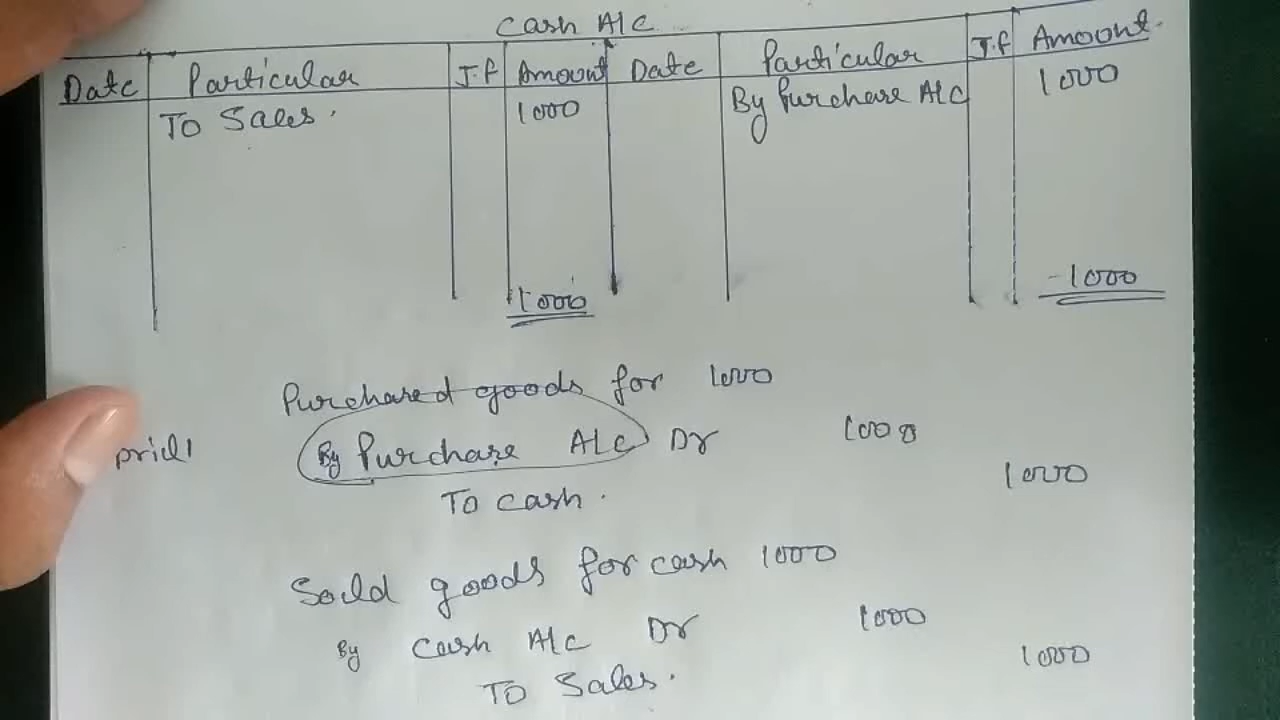 Cash A/C
Date Particular J.f Amount Date Particular J.f Amount.
To Sales. 1000 By Purchase A/C 1000
1000 1000
Purchased goods for 1000
pril 1 By Purchase A/C Dr 1000
To cash. 1000
Sold goods for cash 1000
By Cash A/C Dr 1000
To Sales. 1000